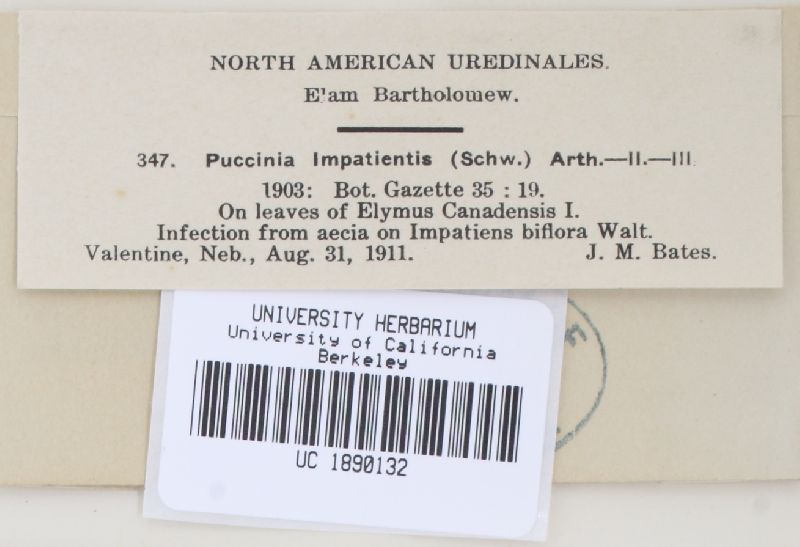 NORTH AMERICAN UREDINALES.
E!am Bartholomew.
347. Puccinia Impatientis (Schw.) Arth.—II.—III
1903: Bot. Gazette 35 : 19.
On leaves of Elymus Canadensis I.
Infection from aecia on Impatiens biflora Walt.
Valentine, Neb., Aug. 31, 1911. J. M. Bates.
UNIVERSITY HERBARIUM
University of California
Berkeley
UC 1890132